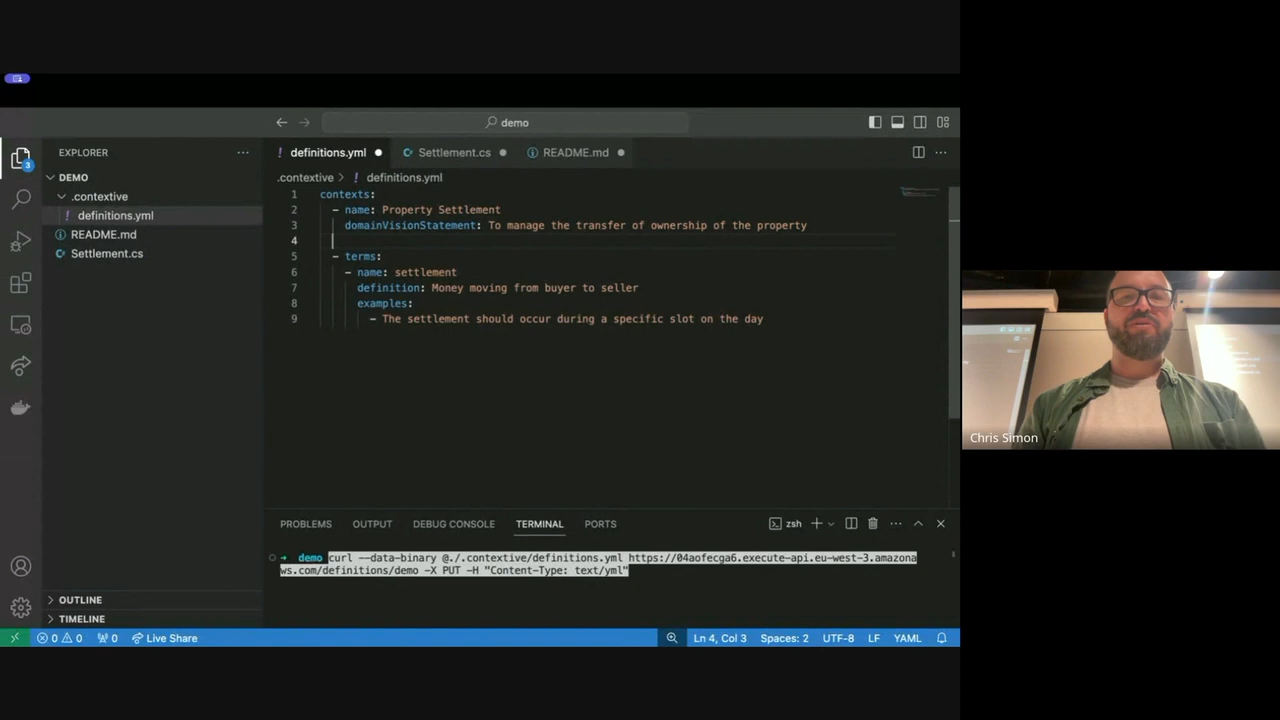 demo
EXPLORER
DEMO
.contextive
definitions.yml
README.md
Settlement.cs
OUTLINE
TIMELINE
definitions.yml
Settlement.cs
README.md
.contextive > definitions.yml
1 contexts:
2 - name: Property Settlement
3 domainVisionStatement: To manage the transfer of ownership of the property
4
5 - terms:
6 - name: settlement
7 definition: Money moving from buyer to seller
8 examples:
9 - The settlement should occur during a specific slot on the day
PROBLEMS OUTPUT DEBUG CONSOLE TERMINAL PORTS
zsh
demo curl --data-binary @./.contextive/definitions.yml https://04aofecga6.execute-api.eu-west-3.amazona
ws.com/definitions/demo -X PUT -H "Content-Type: text/yml"
3
0 0 0 Live Share
Ln 4, Col 3 Spaces: 2 UTF-8 LF YAML
Chris Simon